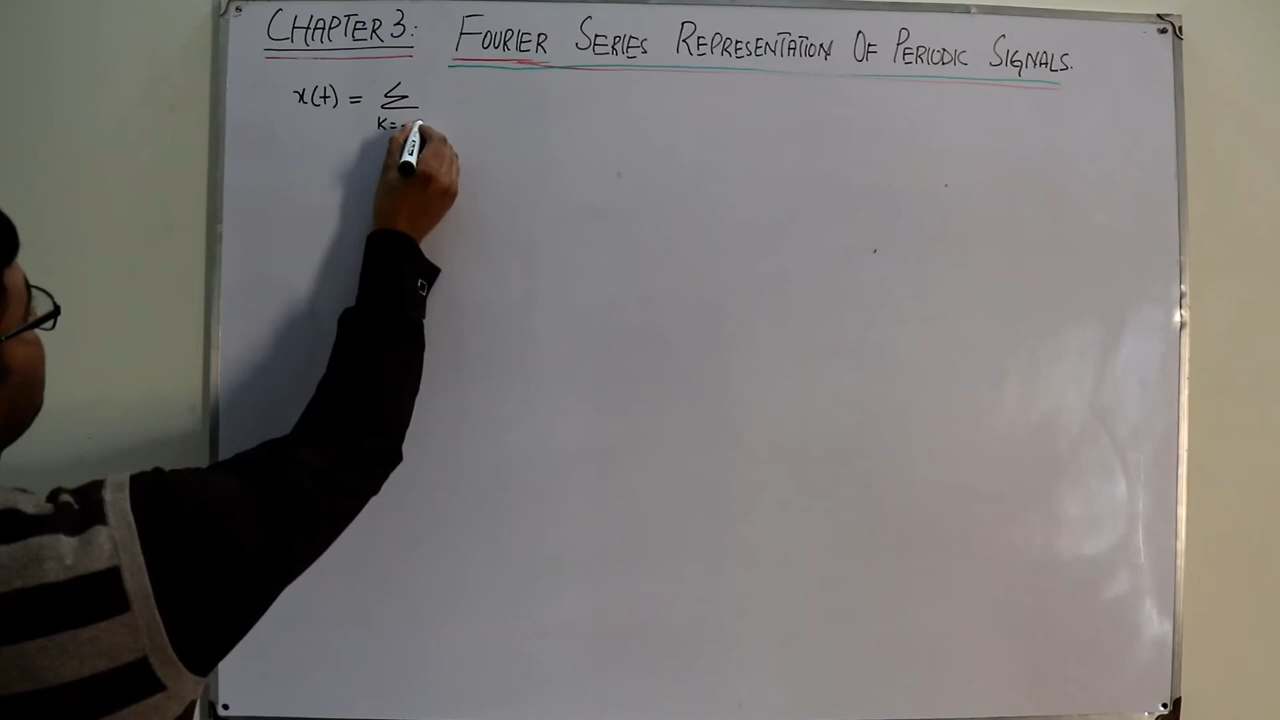 CHAPTER 3: FOURIER SERIES REPRESENTATION OF PERIODIC SIGNALS.
x(t) = Σ
K=-